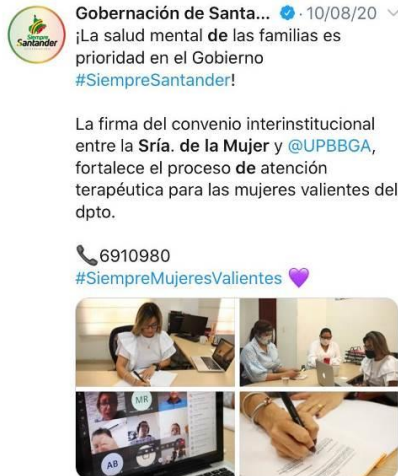 Gobernación de Santa... · 10/08/20
Siempre
Santander
¡La salud mental de las familias es
prioridad en el Gobierno
#SiempreSantander!
La firma del convenio interinstitucional
entre la Sría. de la Mujer y @UPBBGA,
fortalece el proceso de atención
terapéutica para las mujeres valientes del
dpto.
6910980
#SiempreMujeresValientes
MR
AB